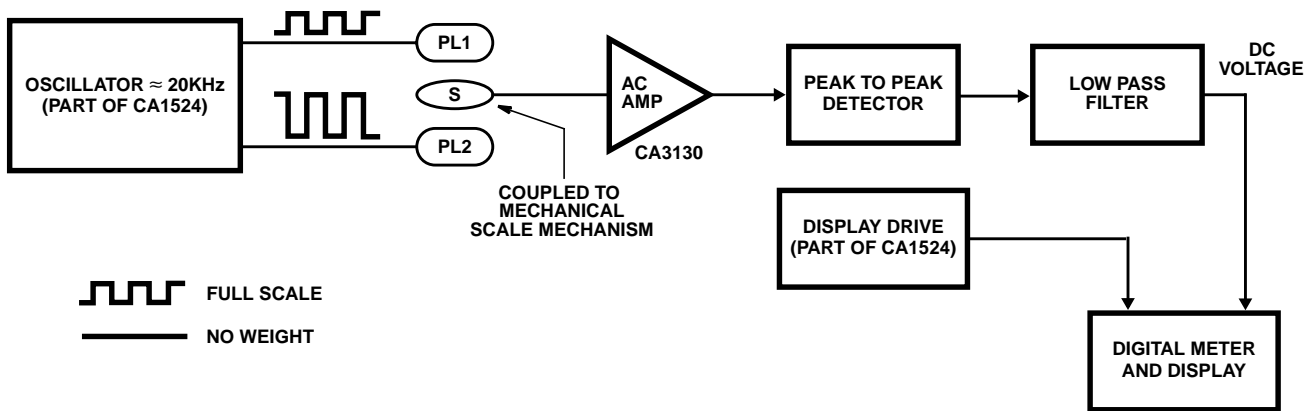 OSCILLATOR ≈ 20KHz
(PART OF CA1524)
PL1
S
PL2
COUPLED TO
MECHANICAL
SCALE MECHANISM
AC
AMP
CA3130
PEAK TO PEAK
DETECTOR
LOW PASS
FILTER
DC
VOLTAGE
DISPLAY DRIVE
(PART OF CA1524)
DIGITAL METER
AND DISPLAY
FULL SCALE
NO WEIGHT